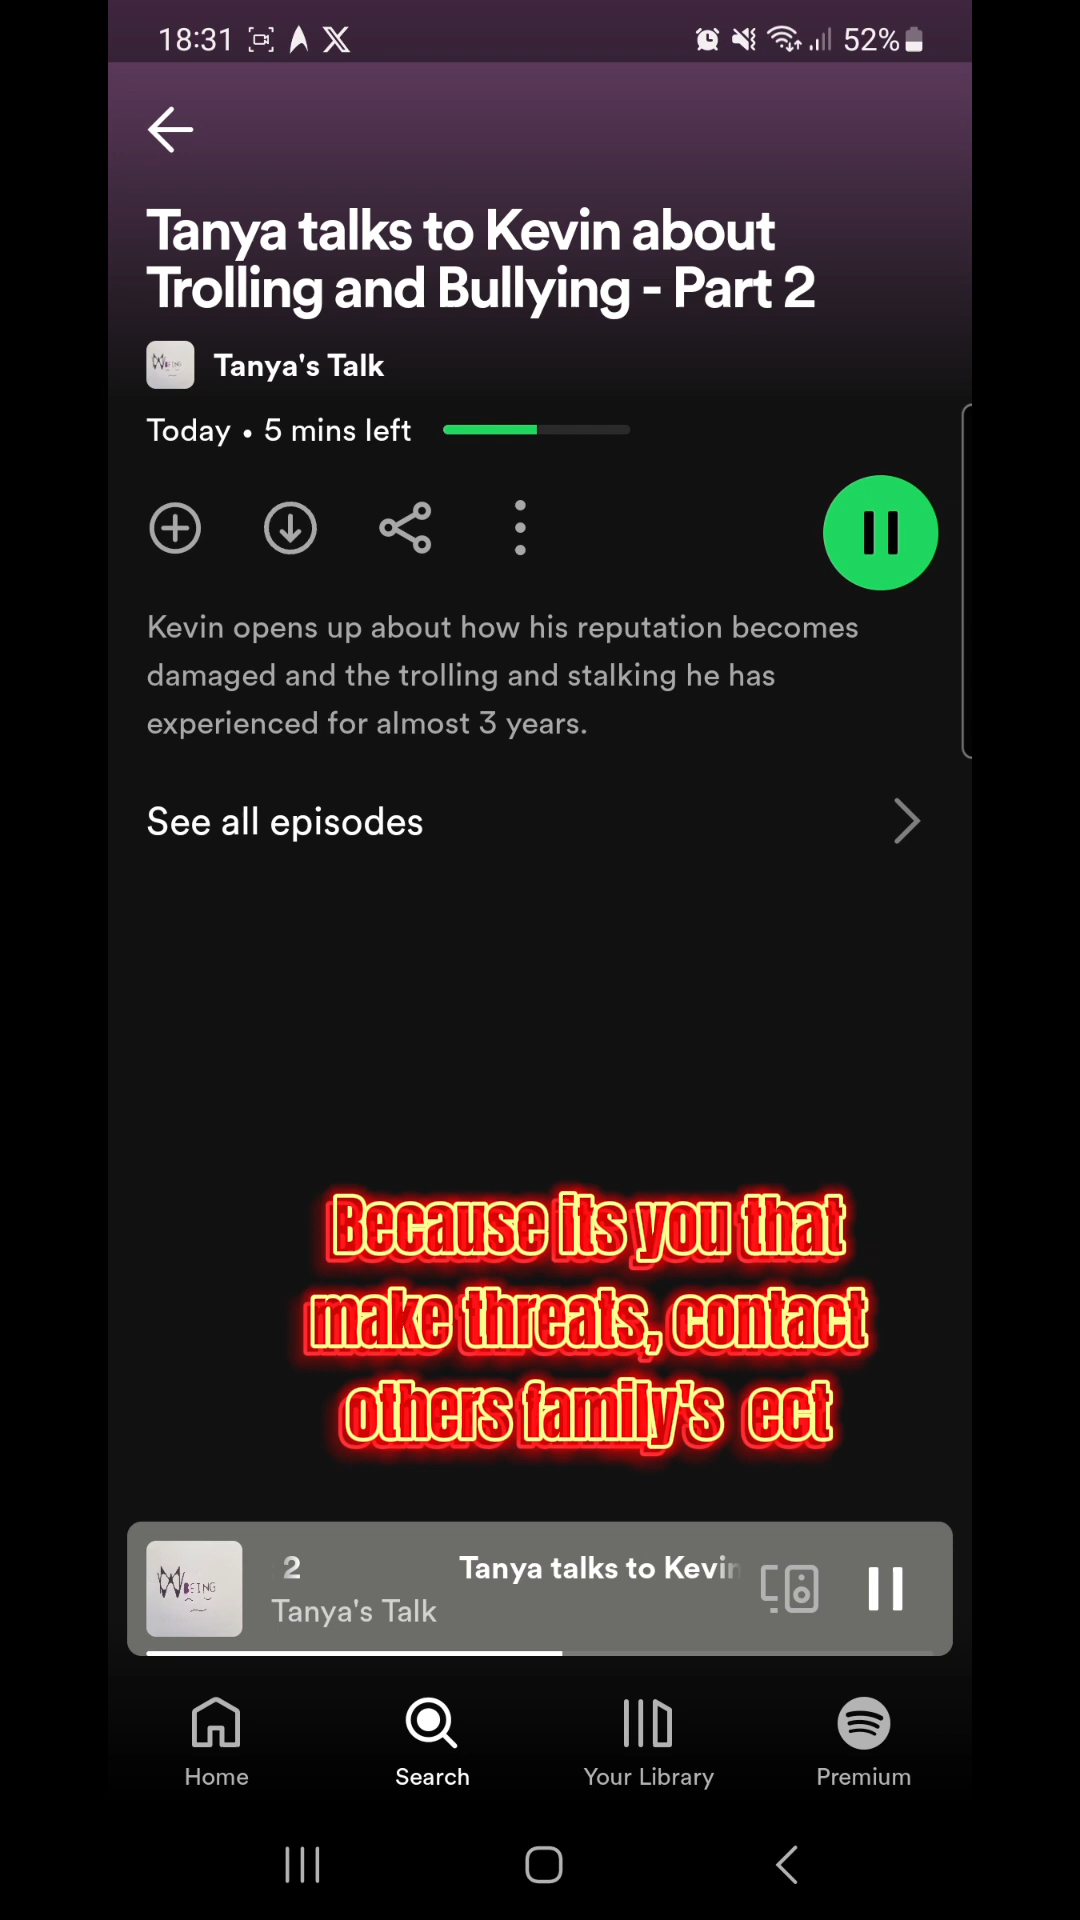 18:31
52%
Tanya talks to Kevin about
Trolling and Bullying - Part 2
Tanya's Talk
Today • 5 mins left
Kevin opens up about how his reputation becomes
damaged and the trolling and stalking he has
experienced for almost 3 years.
See all episodes
Because its you that
make threats, contact
others family's ect
WBEING
2 Tanya talks to Kevin
Tanya's Talk
Home Search Your Library Premium